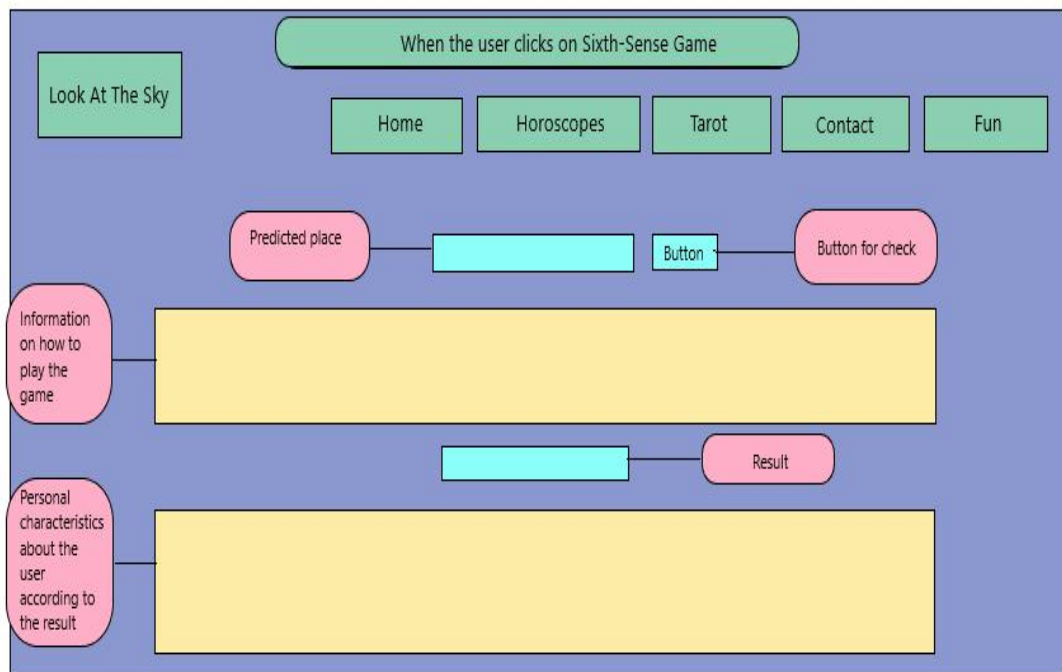 When the user clicks on Sixth-Sense Game
Look At The Sky
Home
Horoscopes
Tarot
Contact
Fun
Predicted place
Button
Button for check
Information
on how to
play the
game
Result
Personal
characteristics
about the
user
according to
the result